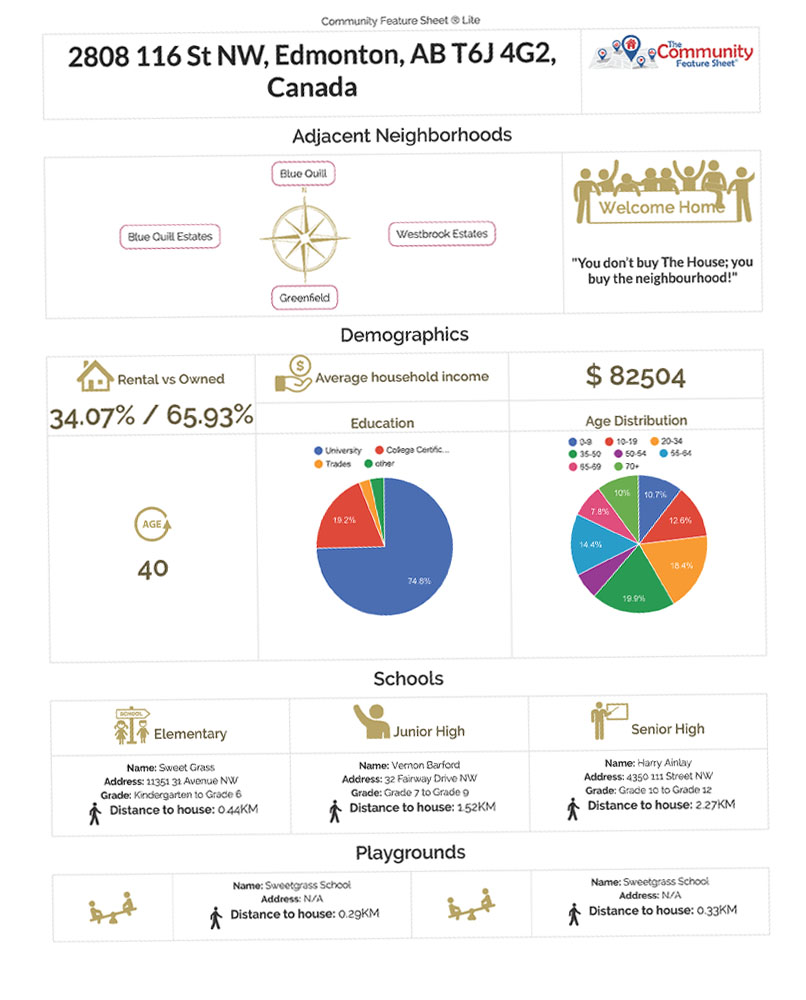 Community Feature Sheet ® Lite
2808 116 St NW, Edmonton, AB T6J 4G2,
Canada
The
Community
Feature Sheet®
Adjacent Neighborhoods
Blue Quill
N
Blue Quill Estates
Westbrook Estates
Greenfield
Welcome Home
"You don't buy The House; you
buy the neighbourhood!"
Demographics
Rental vs Owned
34.07% / 65.93%
$
Average household income
$ 82504
AGE
40
Education
University
College Certific...
Trades
other
19.2%
74.8%
Age Distribution
0-9
10-19
20-34
35-50
50-54
55-64
65-69
70+
10%
10.7%
7.8%
12.6%
14.4%
18.4%
19.9%
Schools
SCHOOL
Elementary
Name: Sweet Grass
Address: 11351 31 Avenue NW
Grade: Kindergarten to Grade 6
Distance to house: 0.44KM
Junior High
Name: Vernon Barford
Address: 32 Fairway Drive NW
Grade: Grade 7 to Grade 9
Distance to house: 1.52KM
Senior High
Name: Harry Ainlay
Address: 4350 111 Street NW
Grade: Grade 10 to Grade 12
Distance to house: 2.27KM
Playgrounds
Name: Sweetgrass School
Address: N/A
Distance to house: 0.29KM
Name: Sweetgrass School
Address: N/A
Distance to house: 0.33KM